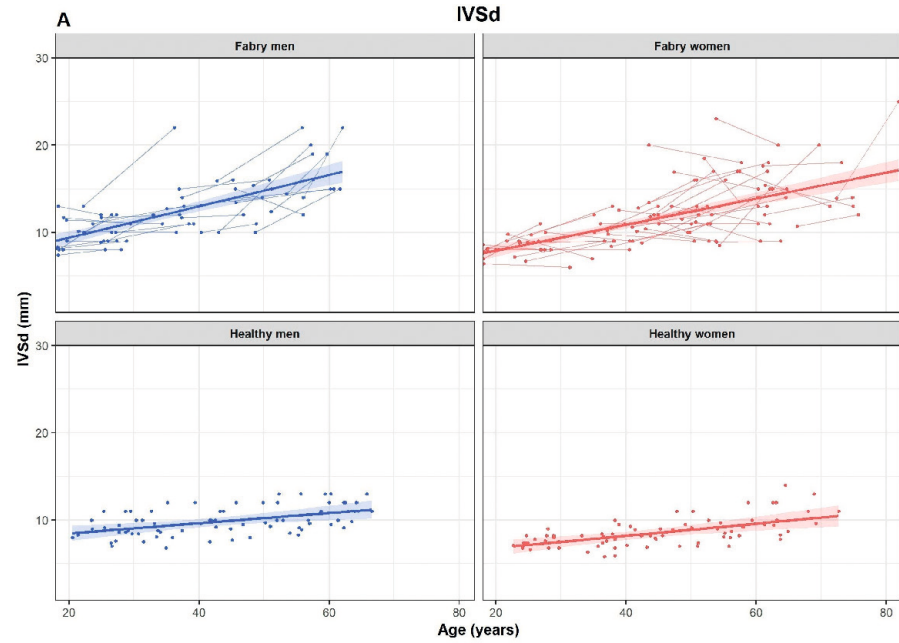 A
IVSd
Fabry men
Fabry women
30
20
10
Healthy men
Healthy women
30
20
10
IVSd (mm)
20 40 60 80
20 40 60 80
Age (years)